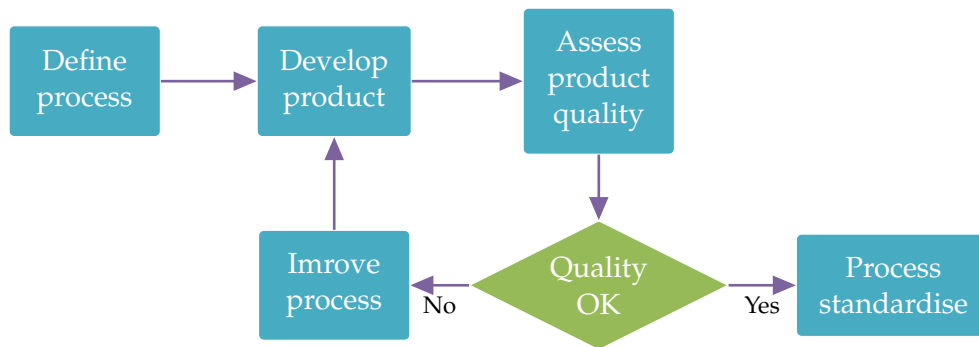 Define
process
Develop
product
Assess
product
quality
Imrove
process
No
Quality
OK
Yes
Process
standardise